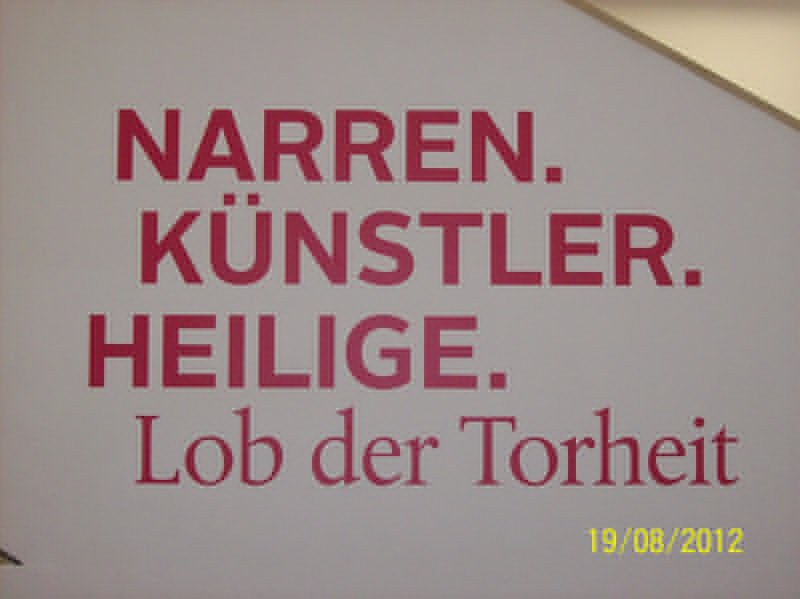 NARREN.
KÜNSTLER.
HEILIGE.
Lob der Torheit
19/08/2012